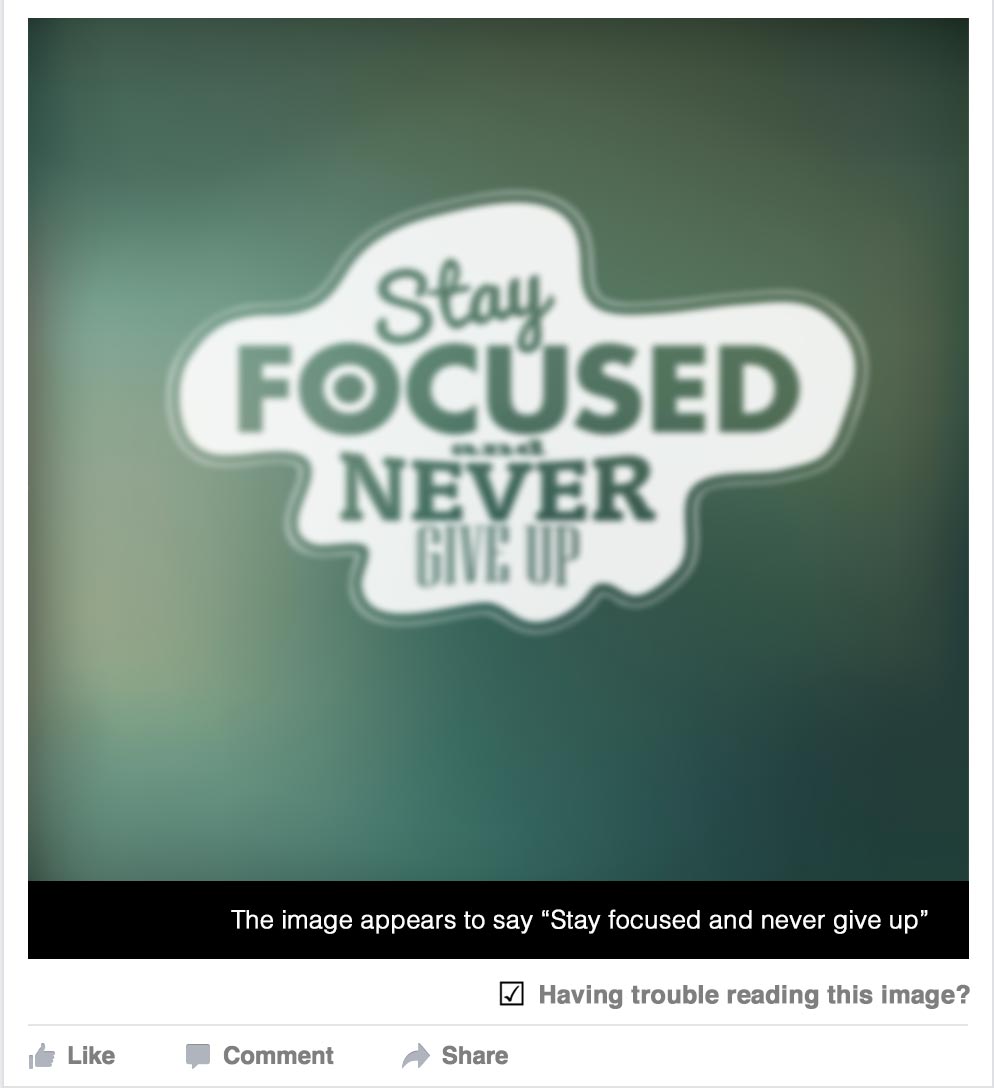 Stay
FOCUSED
and
NEVER
GIVE UP
The image appears to say “Stay focused and never give up”
☑ Having trouble reading this image?
Like Comment Share